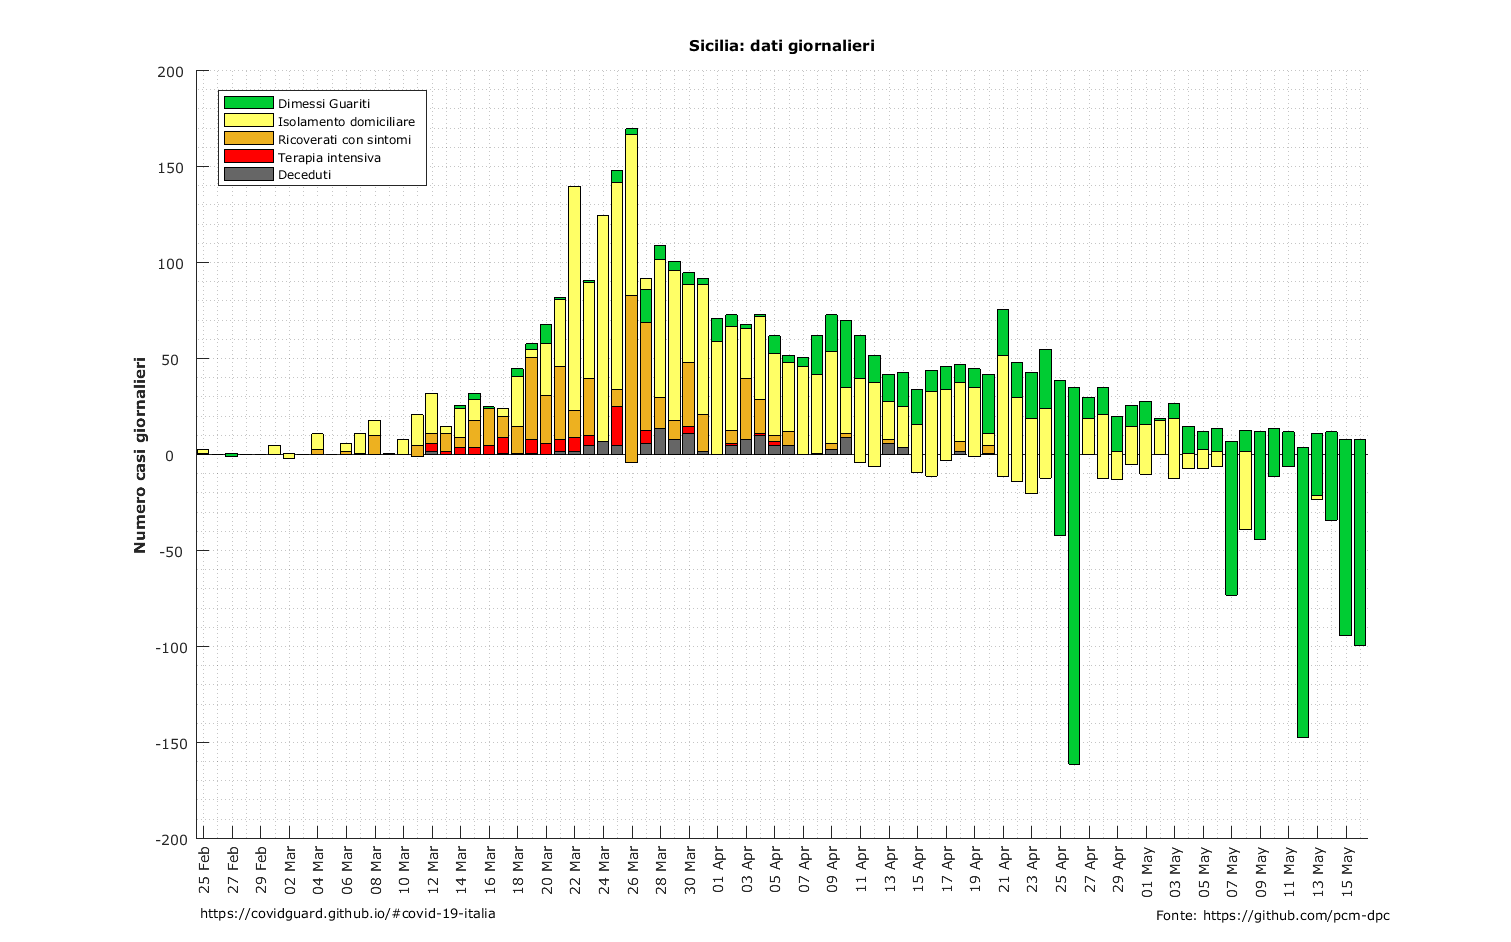 Sicilia: dati giornalieri
Numero casi giornalieri
200
150
100
50
0
-50
-100
-150
-200
Dimessi Guariti
Isolamento domiciliare
Ricoverati con sintomi
Terapia intensiva
Deceduti
25 Feb
27 Feb
29 Feb
02 Mar
04 Mar
06 Mar
08 Mar
10 Mar
12 Mar
14 Mar
16 Mar
18 Mar
20 Mar
22 Mar
24 Mar
26 Mar
28 Mar
30 Mar
01 Apr
03 Apr
05 Apr
07 Apr
09 Apr
11 Apr
13 Apr
15 Apr
17 Apr
19 Apr
21 Apr
23 Apr
25 Apr
27 Apr
29 Apr
01 May
03 May
05 May
07 May
09 May
11 May
13 May
15 May
https://covidguard.github.io/#covid-19-italia
Fonte: https://github.com/pcm-dpc